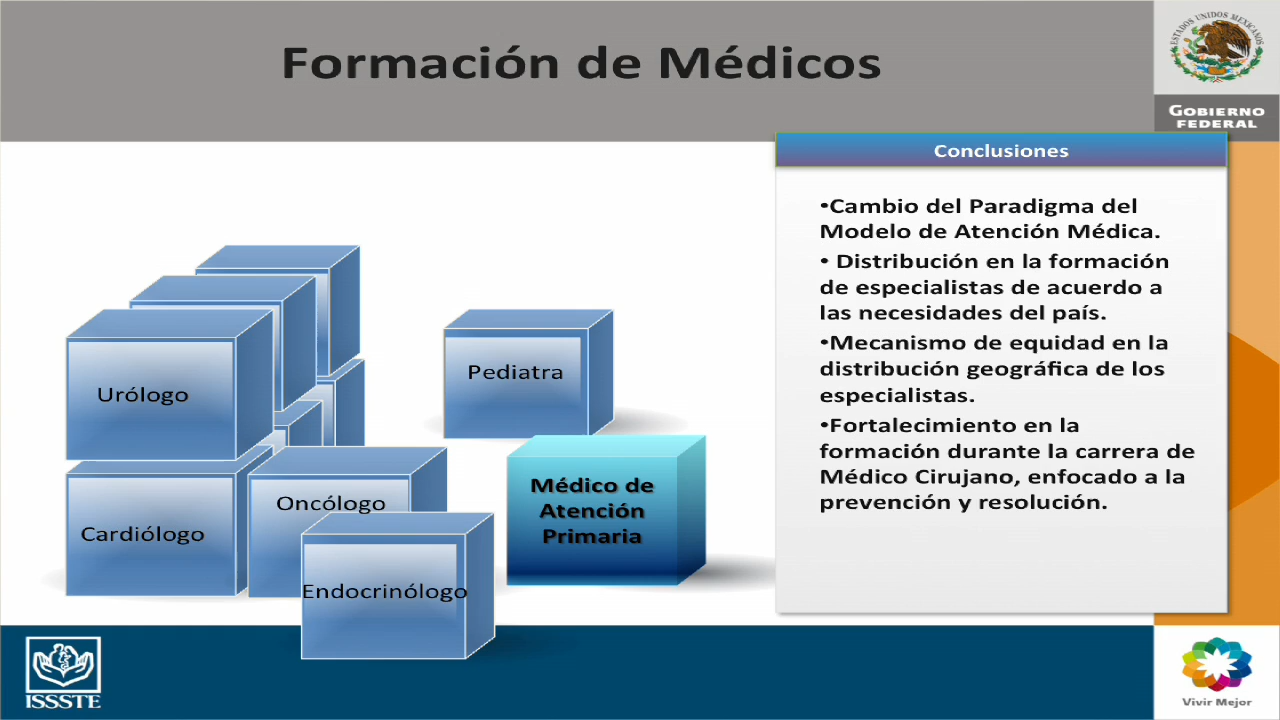 Formación de Médicos
ESTADOS UNIDOS MEXICANOS
GOBIERNO
FEDERAL
Conclusiones
•Cambio del Paradigma del
Modelo de Atención Médica.
• Distribución en la formación
de especialistas de acuerdo a
las necesidades del país.
•Mecanismo de equidad en la
distribución geográfica de los
especialistas.
•Fortalecimiento en la
formación durante la carrera de
Médico Cirujano, enfocado a la
prevención y resolución.
Urólogo
Pediatra
Cardiólogo
Oncólogo
Endocrinólogo
Médico de
Atención
Primaria
ISSSTE
Vivir Mejor